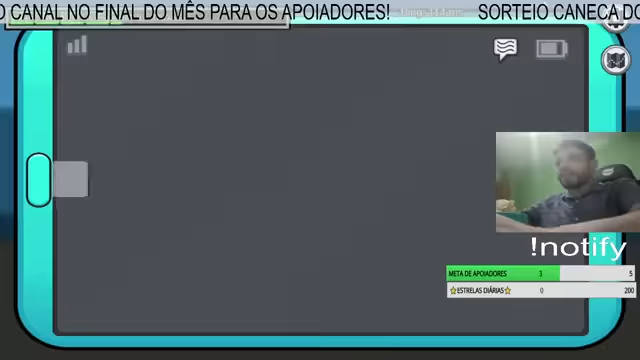 O CANAL NO FINAL DO MÊS PARA OS APOIADORES! SORTEIO CANECA DO
!notify
META DE APOIADORES 3 5
⭐ESTRELAS DIÁRIAS⭐ 0 200